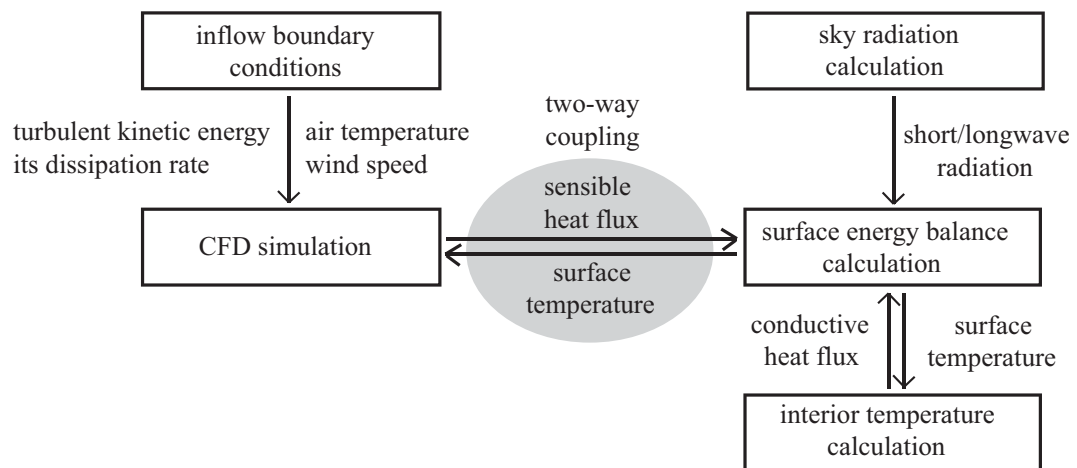 inflow boundary
conditions
sky radiation
calculation
turbulent kinetic energy
its dissipation rate
air temperature
wind speed
two-way
coupling
short/longwave
radiation
sensible
heat flux
CFD simulation
surface energy balance
calculation
surface
temperature
conductive
heat flux
surface
temperature
interior temperature
calculation